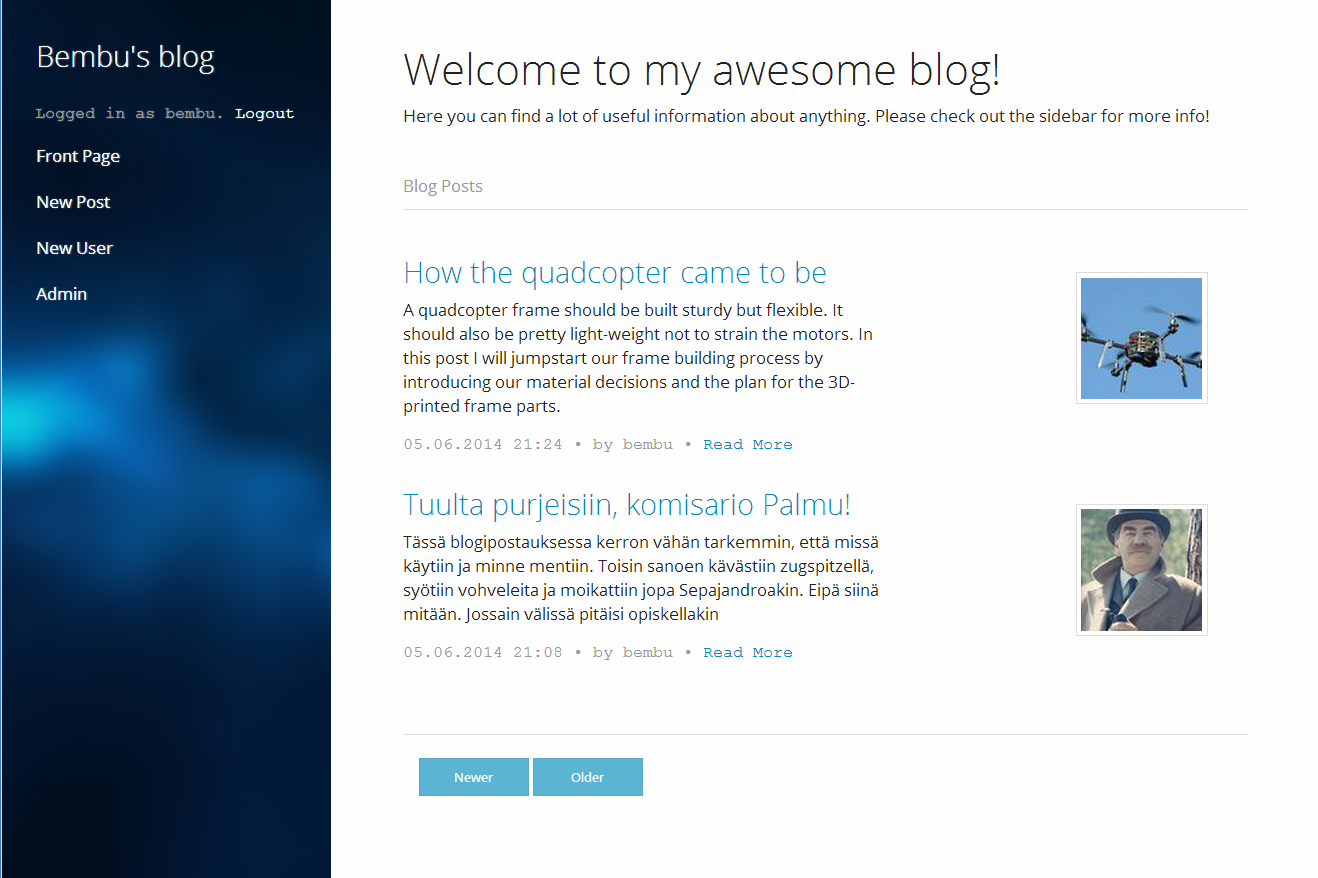 Bembu's blog
Logged in as bembu. Logout
Front Page
New Post
New User
Admin
Welcome to my awesome blog!
Here you can find a lot of useful information about anything. Please check out the sidebar for more info!
Blog Posts
How the quadcopter came to be
A quadcopter frame should be built sturdy but flexible. It
should also be pretty light-weight not to strain the motors. In
this post I will jumpstart our frame building process by
introducing our material decisions and the plan for the 3D-
printed frame parts.
05.06.2014 21:24 • by bembu • Read More
Tuulta purjeisiin, komisario Palmu!
Tässä blogipostauksessa kerron vähän tarkemmin, että missä
käytiin ja minne mentiin. Toisin sanoen kävästiin zugspitzellä,
syötiin vohveleita ja moikattiin jopa Sepajandroakin. Eipä siinä
mitään. Jossain välissä pitäisi opiskellakin
05.06.2014 21:08 • by bembu • Read More
Newer Older